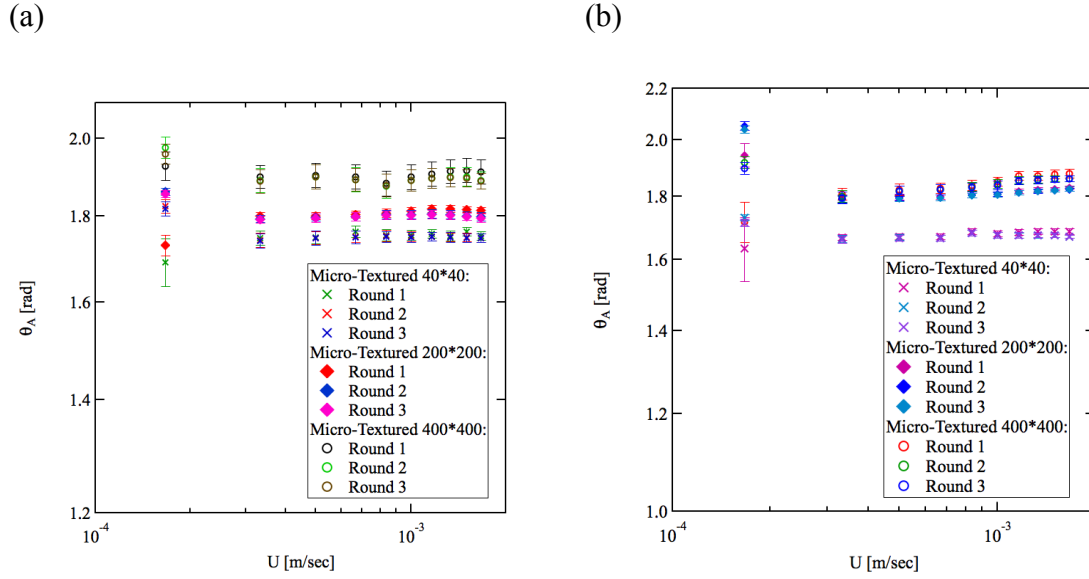 (a)
(b)
2.0
1.8
1.6
1.4
1.2
θA [rad]
Micro-Textured 40*40:
Round 1
Round 2
Round 3
Micro-Textured 200*200:
Round 1
Round 2
Round 3
Micro-Textured 400*400:
Round 1
Round 2
Round 3
10-4
10-3
U [m/sec]
2.2
2.0
1.8
1.6
1.4
1.2
1.0
θA [rad]
Micro-Textured 40*40:
Round 1
Round 2
Round 3
Micro-Textured 200*200:
Round 1
Round 2
Round 3
Micro-Textured 400*400:
Round 1
Round 2
Round 3
10-4
10-3
U [m/sec]